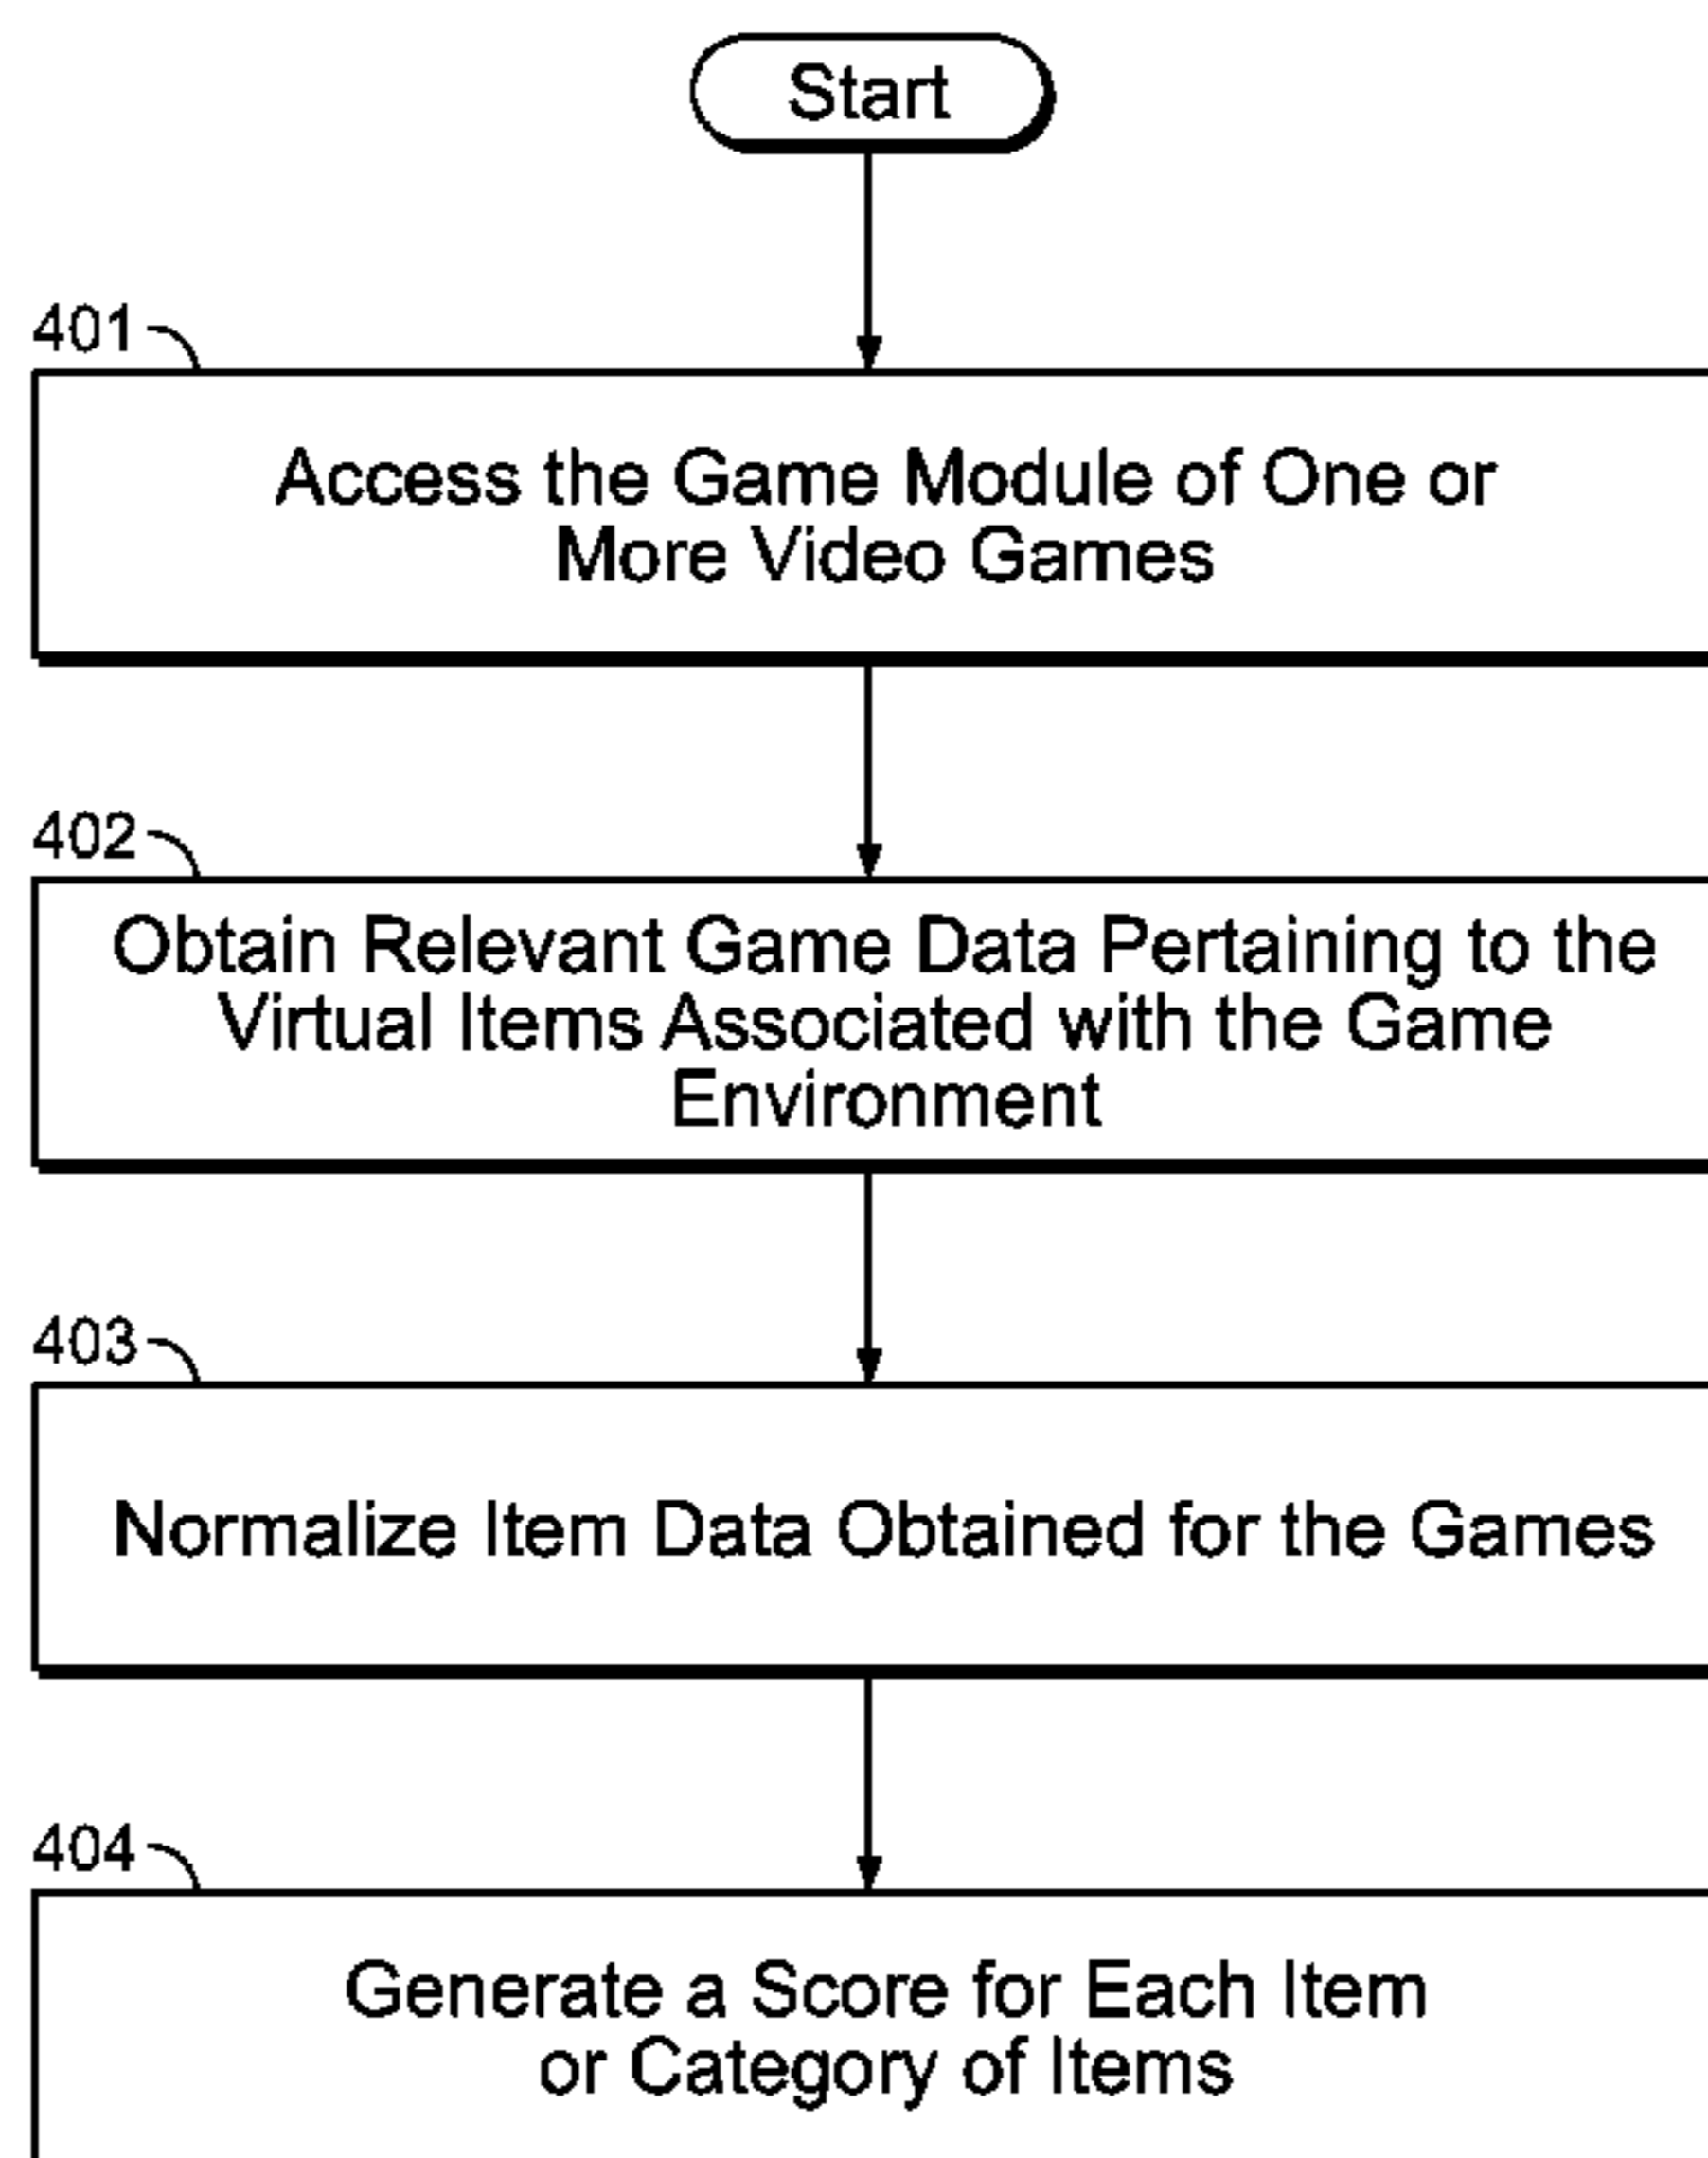 Start
401
Access the Game Module of One or
More Video Games
402
Obtain Relevant Game Data Pertaining to the
Virtual Items Associated with the Game
Environment
403
Normalize Item Data Obtained for the Games
404
Generate a Score for Each Item
or Category of Items